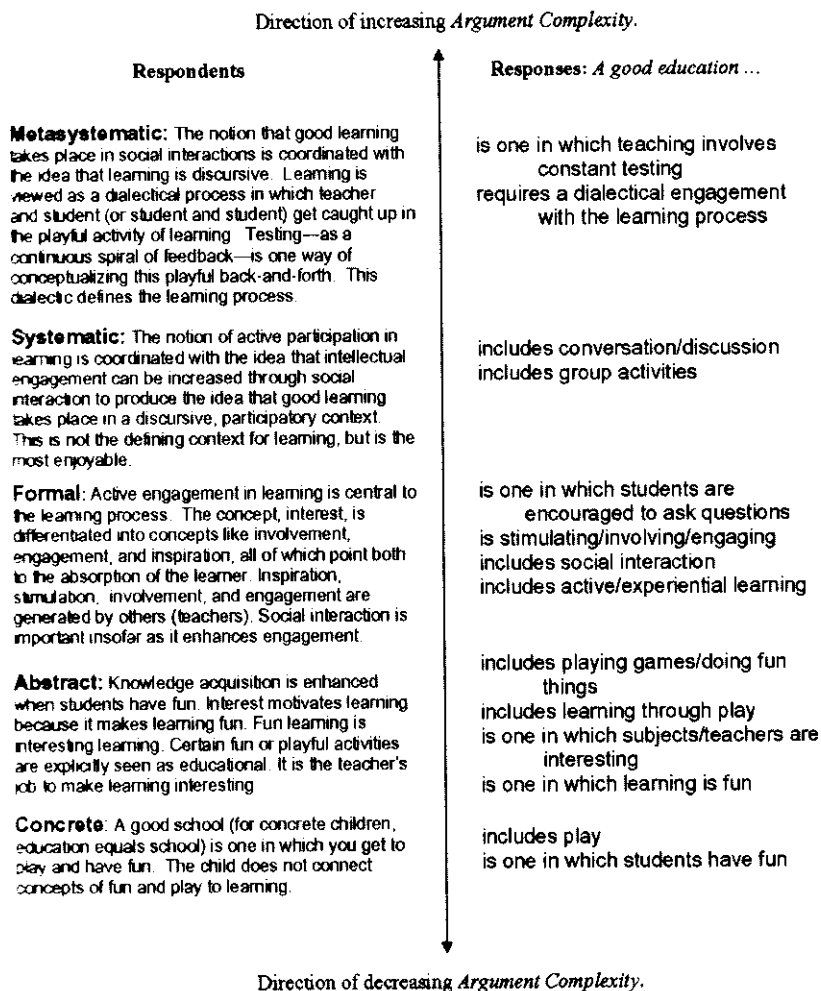 Direction of increasing Argument Complexity.
Respondents
Responses: A good education ...
Metasystematic: The notion that good learning
takes place in social interactions is coordinated with
the idea that learning is discursive. Learning is
viewed as a dialectical process in which teacher
and student (or student and student) get caught up in
the playful activity of learning Testing—as a
continuous spiral of feedback—is one way of
conceptualizing this playful back-and-forth. This
dialectic defines the learning process.
is one in which teaching involves
constant testing
requires a dialectical engagement
with the learning process
Systematic: The notion of active participation in
learning is coordinated with the idea that intellectual
engagement can be increased through social
interaction to produce the idea that good learning
takes place in a discursive, participatory context.
This is not the defining context for learning, but is the
most enjoyable.
includes conversation/discussion
includes group activities
Formal: Active engagement in learning is central to
the learning process. The concept, interest, is
differentiated into concepts like involvement,
engagement, and inspiration, all of which point both
to the absorption of the learner. Inspiration,
stimulation, involvement, and engagement are
generated by others (teachers). Social interaction is
important insofar as it enhances engagement.
is one in which students are
encouraged to ask questions
is stimulating/involving/engaging
includes social interaction
includes active/experiential learning
Abstract: Knowledge acquisition is enhanced
when students have fun. Interest motivates learning
because it makes learning fun. Fun learning is
interesting learning. Certain fun or playful activities
are explicitly seen as educational. It is the teacher's
job to make learning interesting
includes playing games/doing fun
things
includes learning through play
is one in which subjects/teachers are
interesting
is one in which learning is fun
Concrete: A good school (for concrete children,
education equals school) is one in which you get to
play and have fun. The child does not connect
concepts of fun and play to learning.
includes play
is one in which students have fun
Direction of decreasing Argument Complexity.